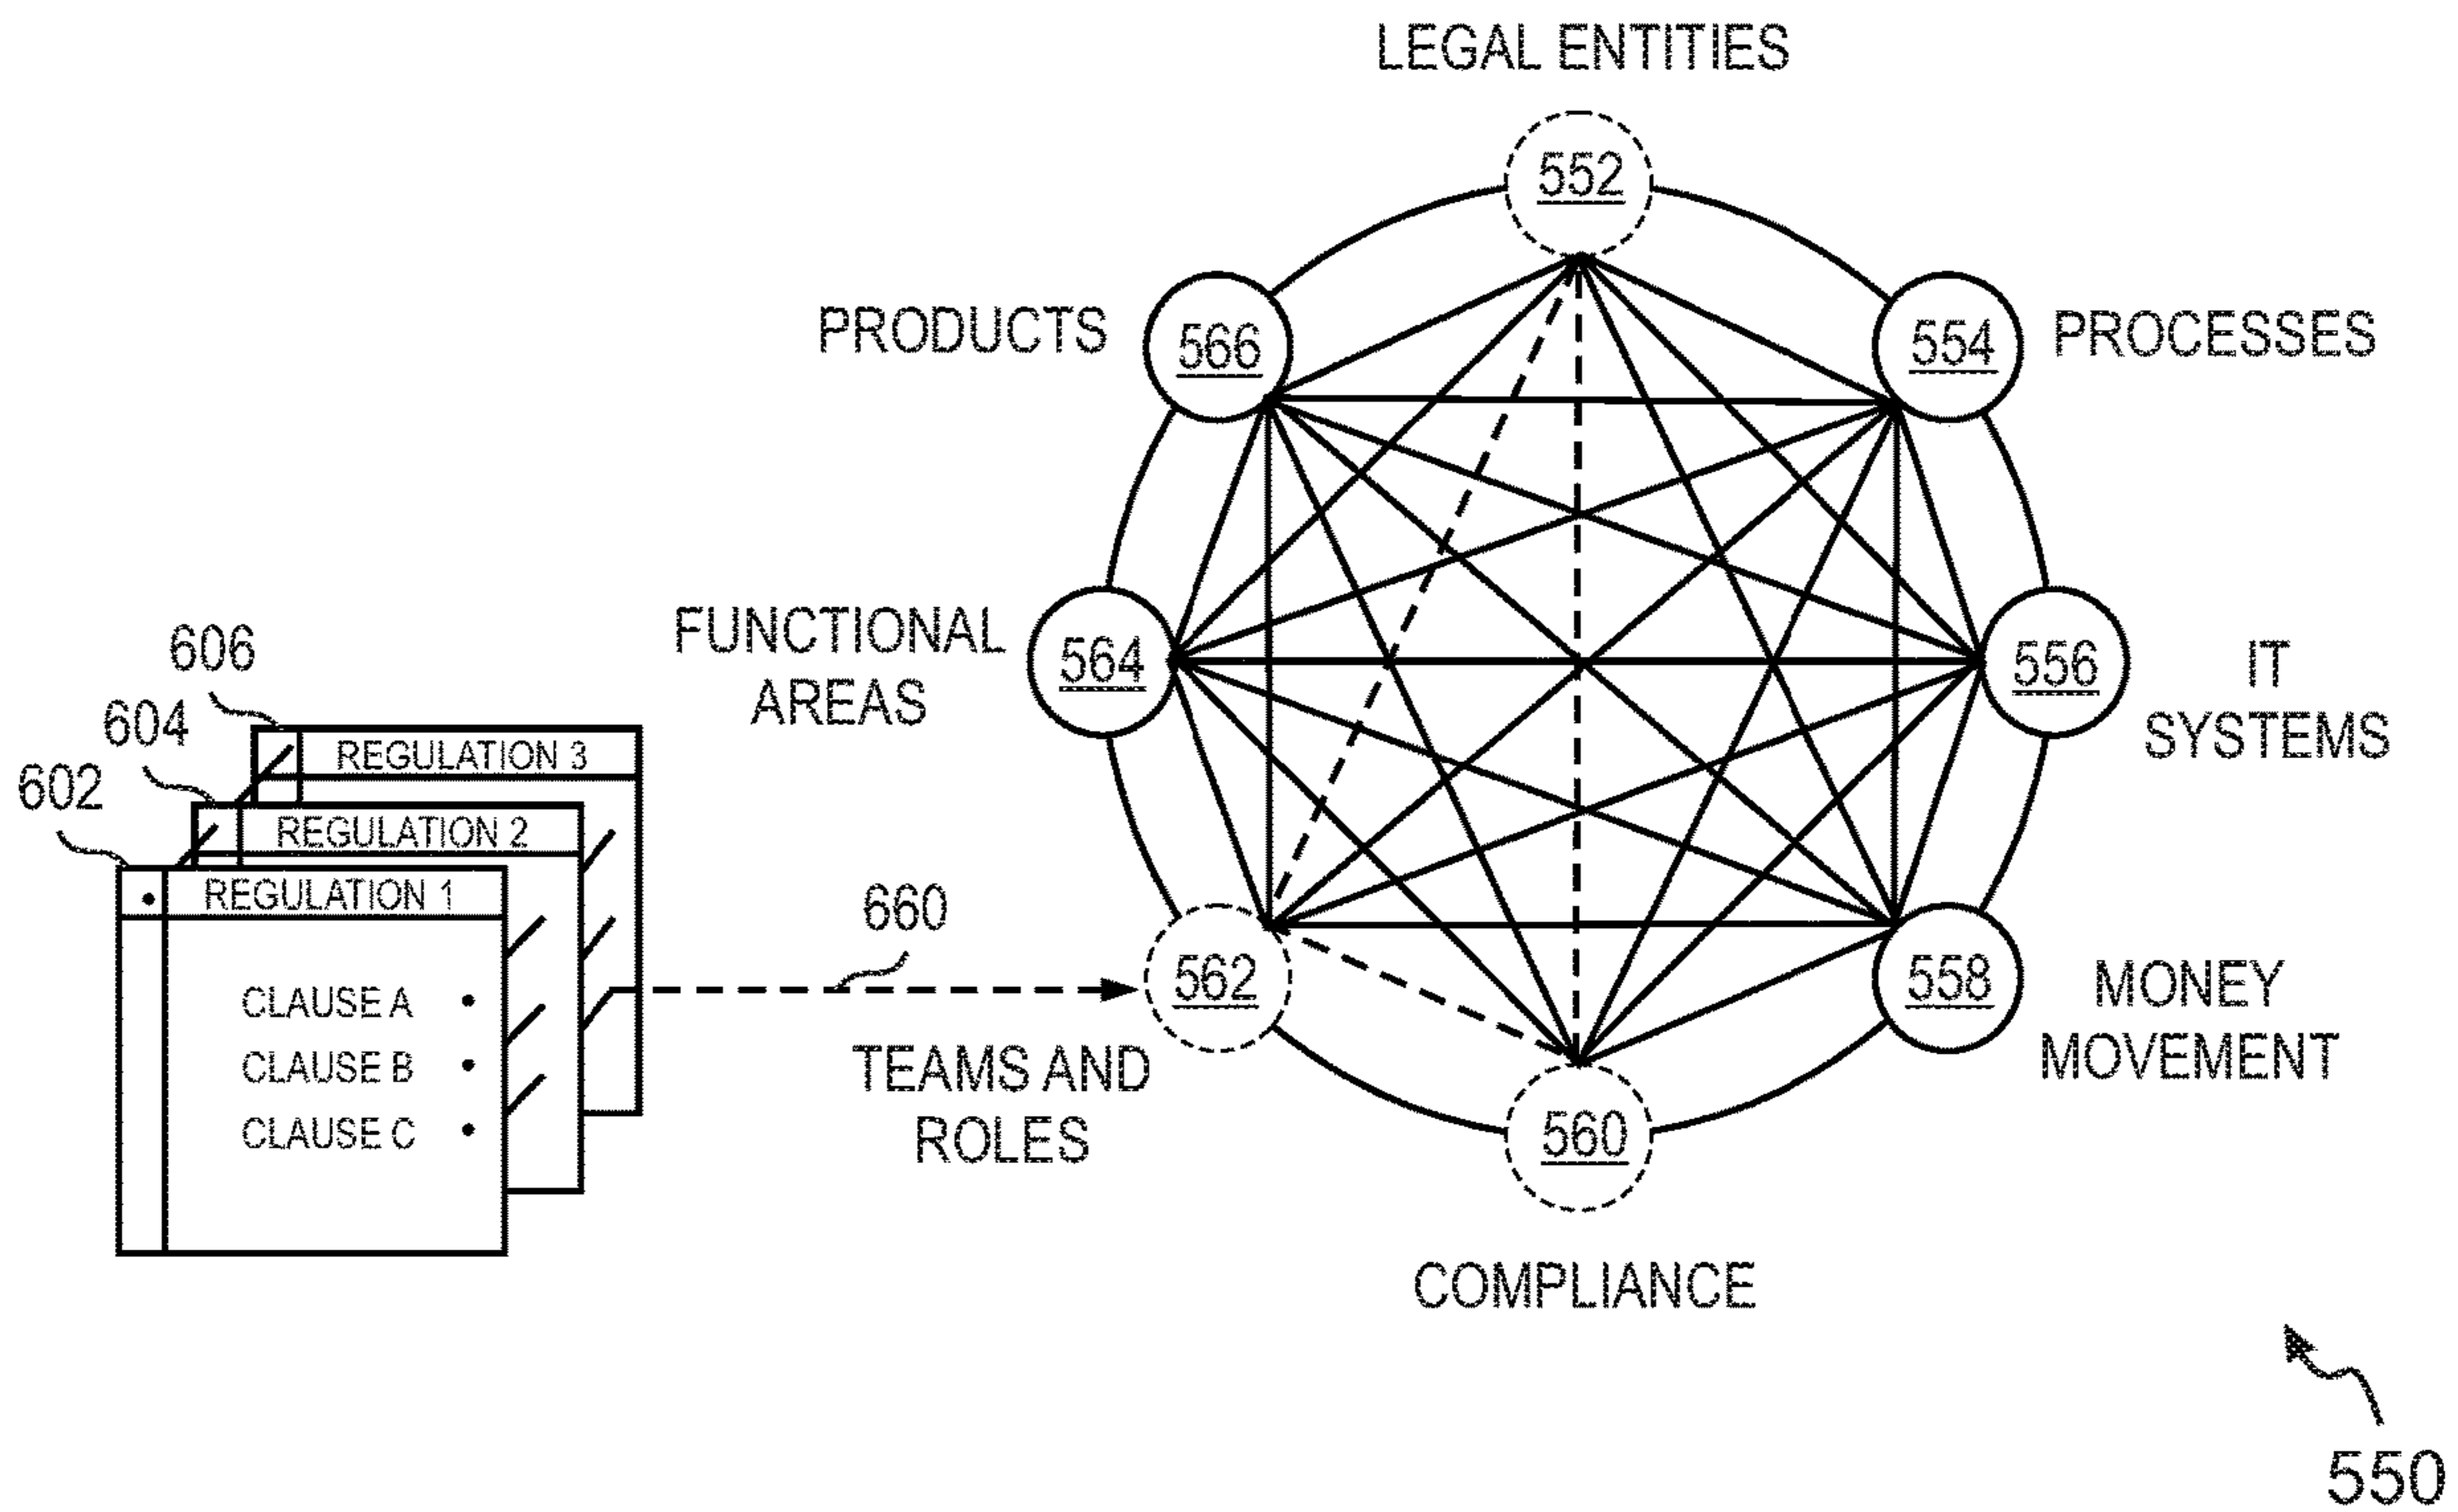 LEGAL ENTITIES
552
PRODUCTS
566
554
PROCESSES
FUNCTIONAL
AREAS
564
556
IT
SYSTEMS
606
604
602
REGULATION 3
REGULATION 2
REGULATION 1
CLAUSE A •
CLAUSE B •
CLAUSE C •
660
562
TEAMS AND
ROLES
558
MONEY
MOVEMENT
560
COMPLIANCE
550